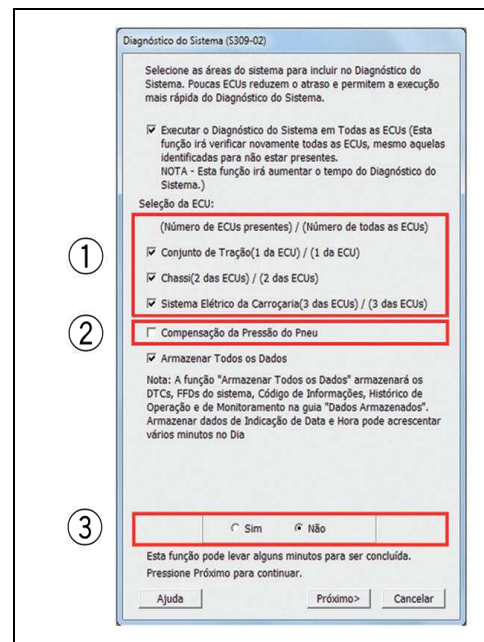 Diagnóstico do Sistema (S309-02)
Selecione as áreas do sistema para incluir no Diagnóstico do
Sistema. Poucas ECUs reduzem o atraso e permitem a execução
mais rápida do Diagnóstico do Sistema.
Executar o Diagnóstico do Sistema em Todas as ECUs (Esta
função irá verificar novamente todas as ECUs, mesmo aquelas
identificadas para não estar presentes.
NOTA - Esta função irá aumentar o tempo do Diagnóstico do
Sistema.)
Seleção da ECU:
(Número de ECUs presentes) / (Número de todas as ECUs)
1
Conjunto de Tração(1 da ECU) / (1 da ECU)
Chassi(2 das ECUs) / (2 das ECUs)
Sistema Elétrico da Carroçaria(3 das ECUs) / (3 das ECUs)
2
Compensação da Pressão do Pneu
Armazenar Todos os Dados
Nota: A função "Armazenar Todos os Dados" armazenará os
DTCs, FFDs do sistema, Código de Informações, Histórico de
Operação e de Monitoramento na guia "Dados Armazenados".
Armazenar dados de Indicação de Data e Hora pode acrescentar
vários minutos no Dia
3
Sim Não
Esta função pode levar alguns minutos para ser concluída.
Pressione Próximo para continuar.
Ajuda Próximo> Cancelar